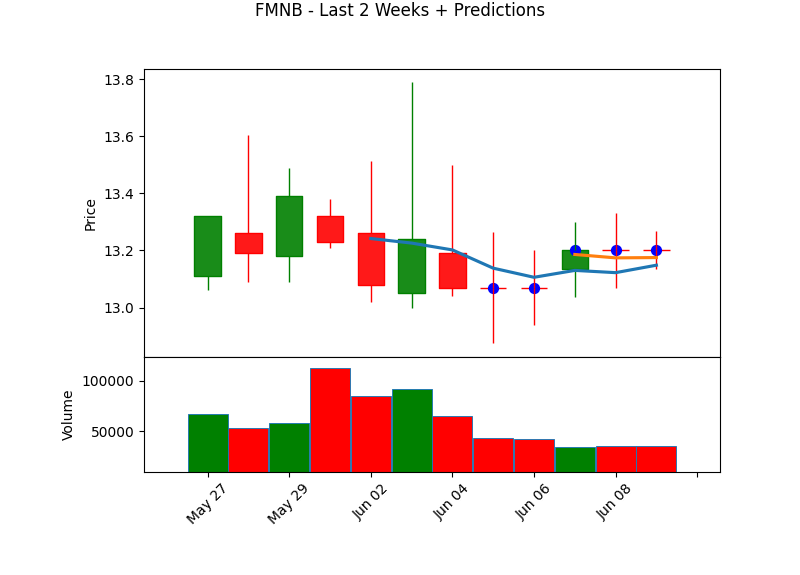 FMNB - Last 2 Weeks + Predictions
13.8
13.6
13.4
13.2
13.0
Price
100000
50000
Volume
May 27
May 29
Jun 02
Jun 04
Jun 06
Jun 08